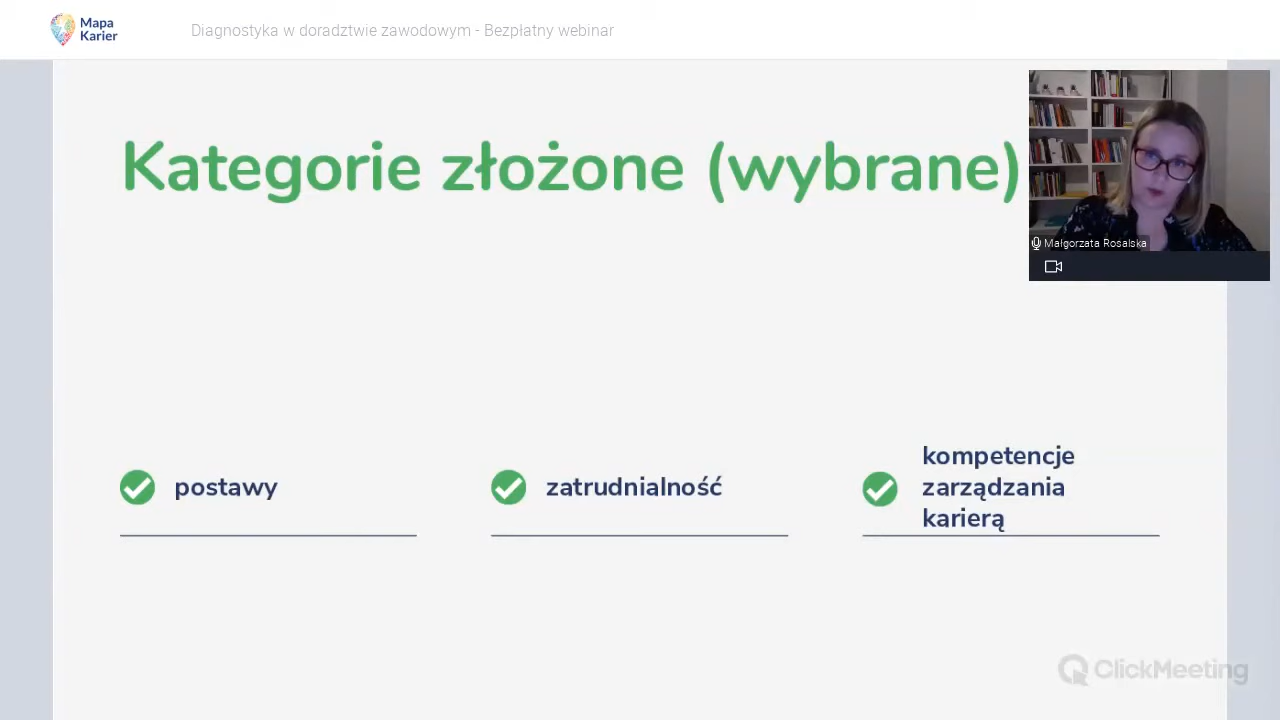 Mapa
Karier
Diagnostyka w doradztwie zawodowym - Bezpłatny webinar
Kategorie złożone (wybrane)
Małgorzata Rosalska
postawy
zatrudnialność
kompetencje
zarządzania
karierą
ClickMeeting